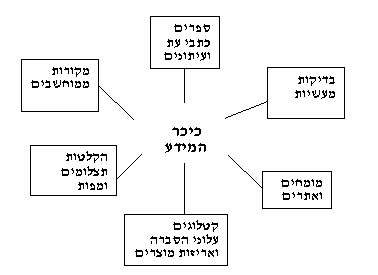 ספרים
כתבי עת
ועיתונים
מקורות
ממוחשבים
בדיקות
מעשיות
כיכר
המידע
הקלטות
תצלומים
ומפות
מומחים
ואתרים
קטלוגים
עלוני הסברה
ואריזות מוצרים